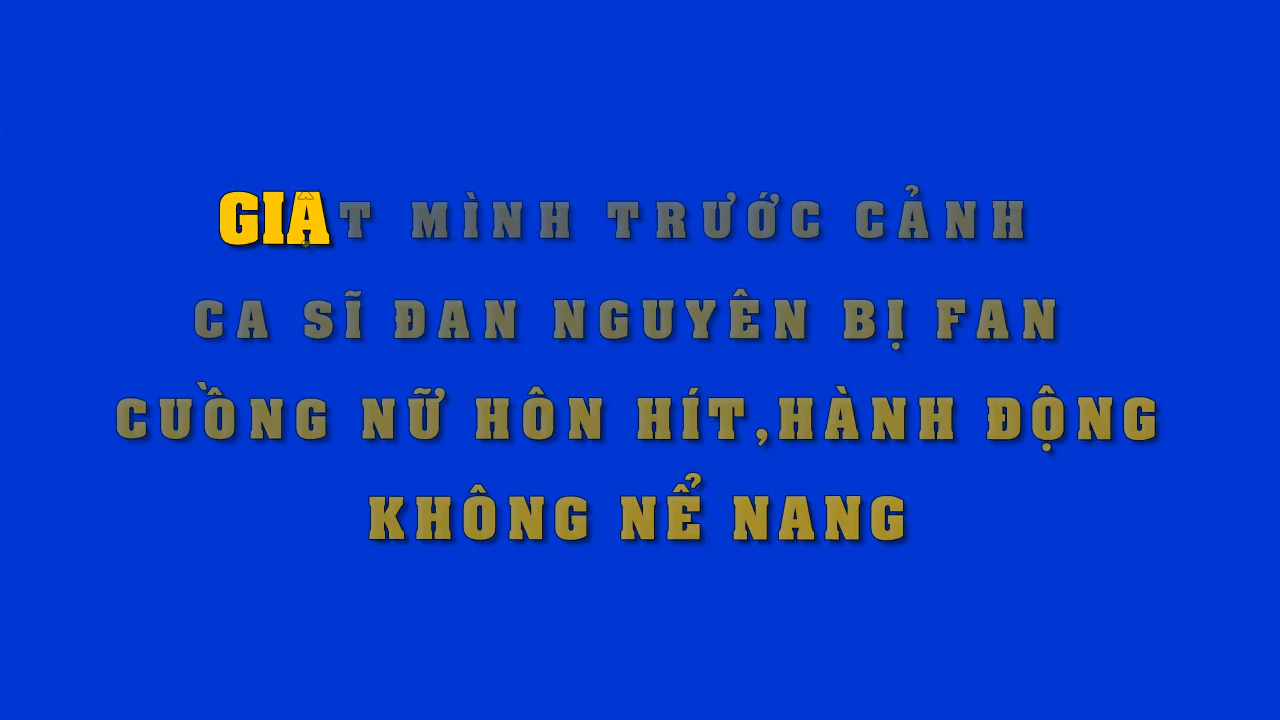 GIẬT MÌNH TRƯỚC CẢNH
CA SĨ ĐAN NGUYÊN BỊ FAN
CUỒNG NỮ HÔN HÍT,HÀNH ĐỘNG
KHÔNG NỂ NANG